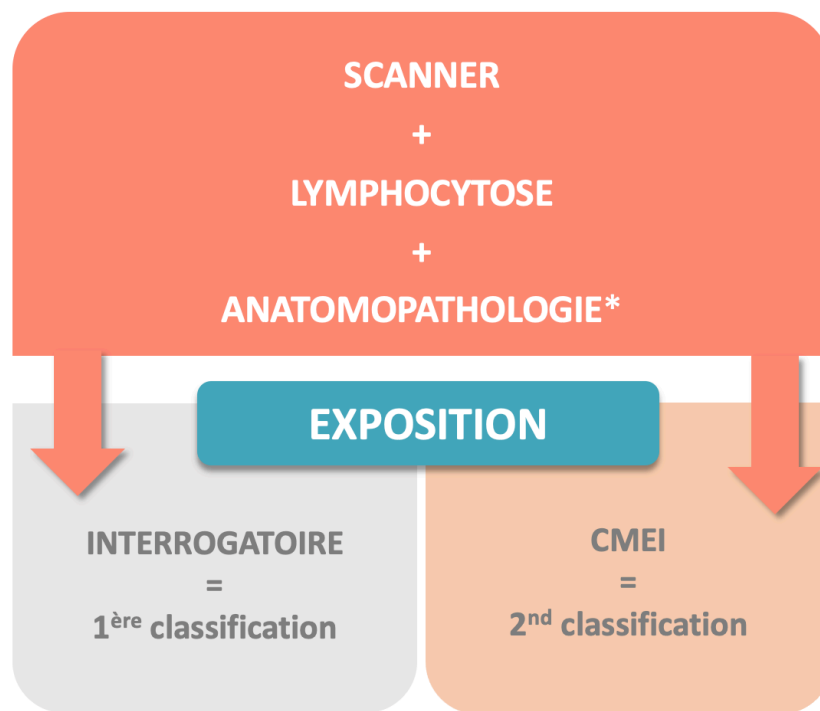 SCANNER
+
LYMPHOCYTOSE
+
ANATOMOPATHOLOGIE*
EXPOSITION
INTERROGATOIRE
=
1ère classification
CMEI
=
2nd classification